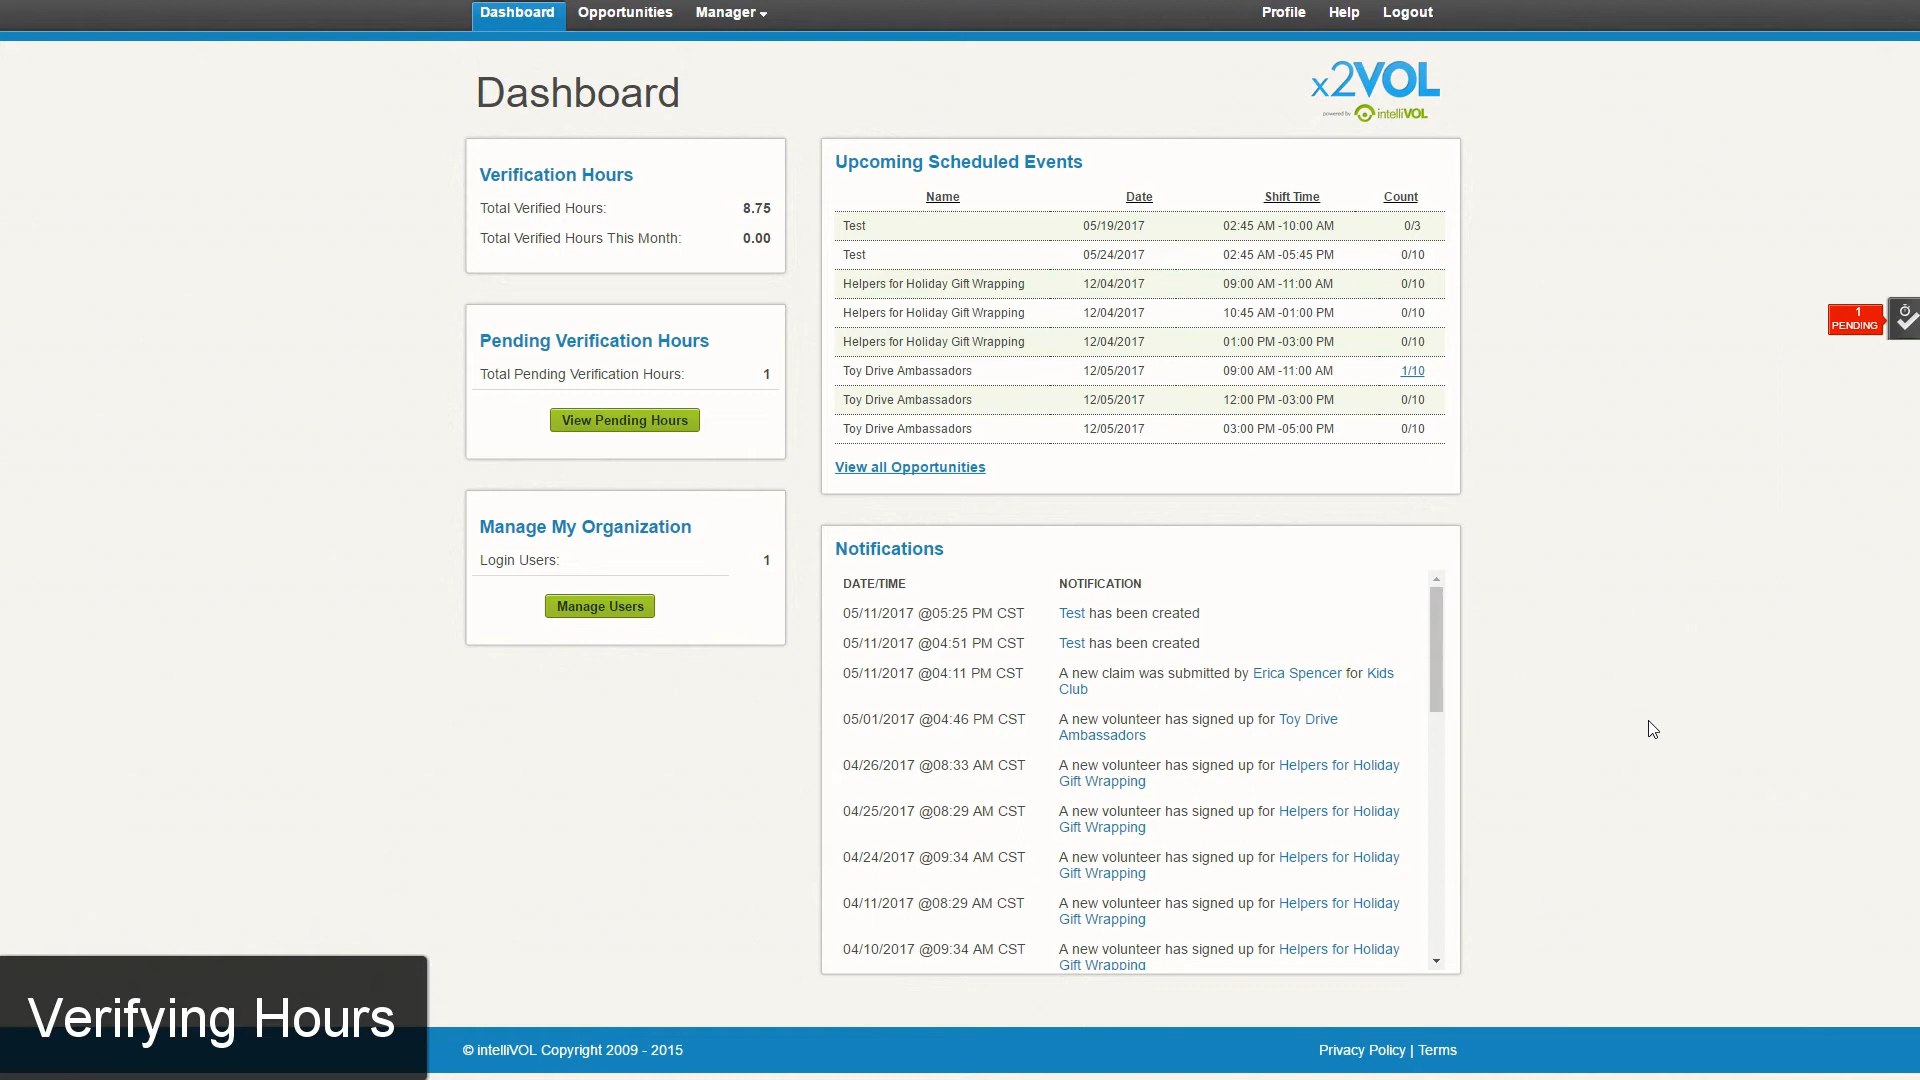 Dashboard Opportunities Manager Profile Help Logout
Dashboard
x2VOL
powered by intelliVOL
Verification Hours
Total Verified Hours: 8.75
Total Verified Hours This Month: 0.00
Pending Verification Hours
Total Pending Verification Hours: 1
View Pending Hours
Manage My Organization
Login Users: 1
Manage Users
Upcoming Scheduled Events
Name Date Shift Time Count
Test 05/19/2017 02:45 AM -10:00 AM 0/3
Test 05/24/2017 02:45 AM -05:45 PM 0/10
Helpers for Holiday Gift Wrapping 12/04/2017 09:00 AM -11:00 AM 0/10
Helpers for Holiday Gift Wrapping 12/04/2017 10:45 AM -01:00 PM 0/10
Helpers for Holiday Gift Wrapping 12/04/2017 01:00 PM -03:00 PM 0/10
Toy Drive Ambassadors 12/05/2017 09:00 AM -11:00 AM 1/10
Toy Drive Ambassadors 12/05/2017 12:00 PM -03:00 PM 0/10
Toy Drive Ambassadors 12/05/2017 03:00 PM -05:00 PM 0/10
View all Opportunities
1
PENDING
Notifications
DATE/TIME NOTIFICATION
05/11/2017 @05:25 PM CST Test has been created
05/11/2017 @04:51 PM CST Test has been created
05/11/2017 @04:11 PM CST A new claim was submitted by Erica Spencer for Kids
Club
05/01/2017 @04:46 PM CST A new volunteer has signed up for Toy Drive
Ambassadors
04/26/2017 @08:33 AM CST A new volunteer has signed up for Helpers for Holiday
Gift Wrapping
04/25/2017 @08:29 AM CST A new volunteer has signed up for Helpers for Holiday
Gift Wrapping
04/24/2017 @09:34 AM CST A new volunteer has signed up for Helpers for Holiday
Gift Wrapping
04/11/2017 @08:29 AM CST A new volunteer has signed up for Helpers for Holiday
Gift Wrapping
04/10/2017 @09:34 AM CST A new volunteer has signed up for Helpers for Holiday
Gift Wrapping
Verifying Hours
© intelliVOL Copyright 2009 - 2015 Privacy Policy | Terms